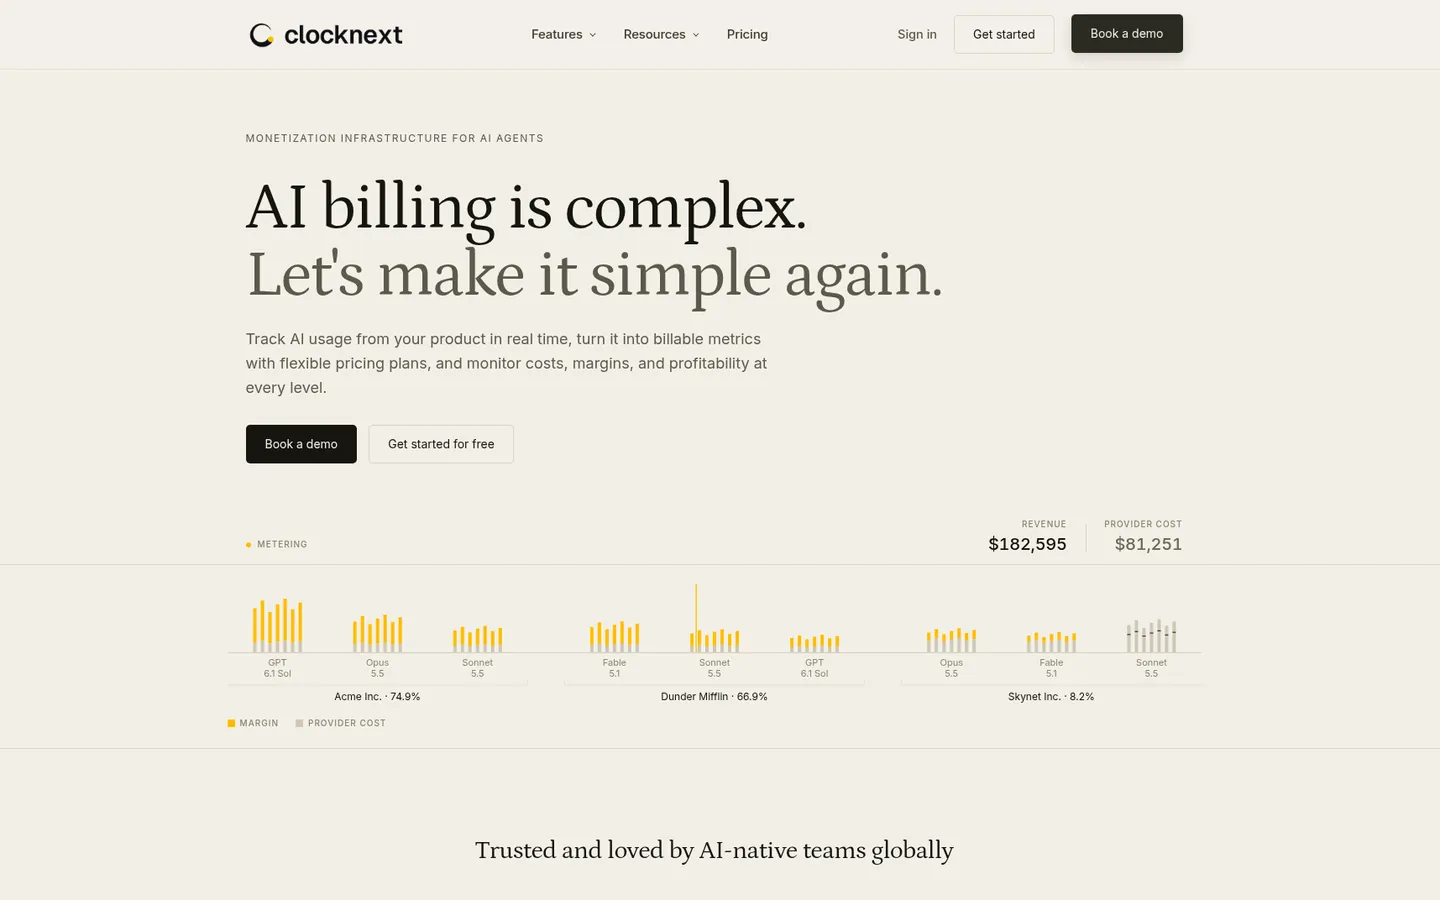 clocknext
Features
Resources
Pricing
Sign in
Get started
Book a demo
MONETIZATION INFRASTRUCTURE FOR AI AGENTS
AI billing is complex.
Let's make it simple again.
Track AI usage from your product in real time, turn it into billable metrics
with flexible pricing plans, and monitor costs, margins, and profitability at
every level.
Book a demo
Get started for free
METERING
REVENUE
$182,595
PROVIDER COST
$81,251
GPT
6.1 Sol
Opus
5.5
Sonnet
5.5
Acme Inc. · 74.9%
Fable
5.1
Sonnet
5.5
GPT
6.1 Sol
Dunder Mifflin · 66.9%
Opus
5.5
Fable
5.1
Sonnet
5.5
Skynet Inc. · 8.2%
MARGIN
PROVIDER COST
Trusted and loved by AI-native teams globally